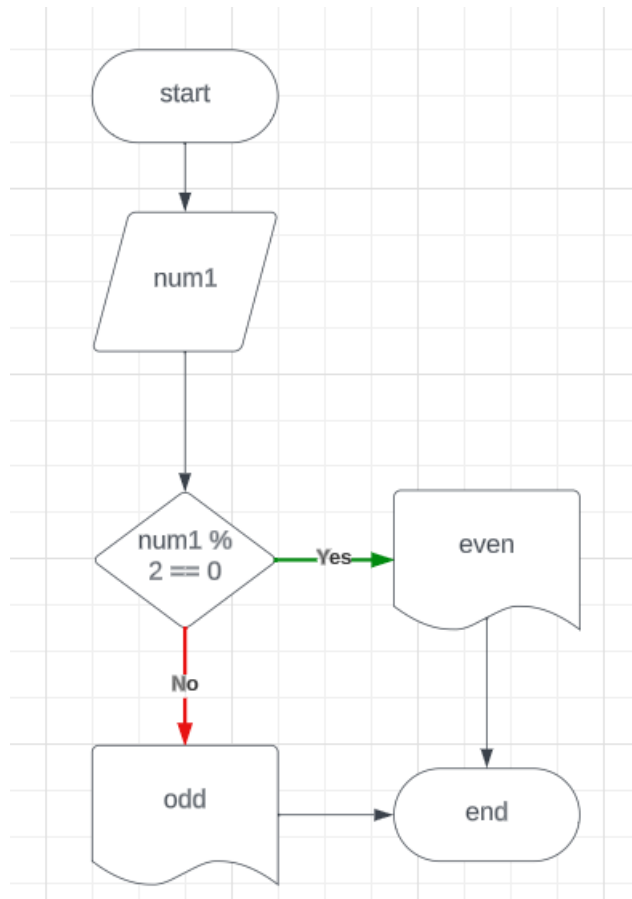 start
num1
num1 %
2 == 0
Yes
even
No
odd
end